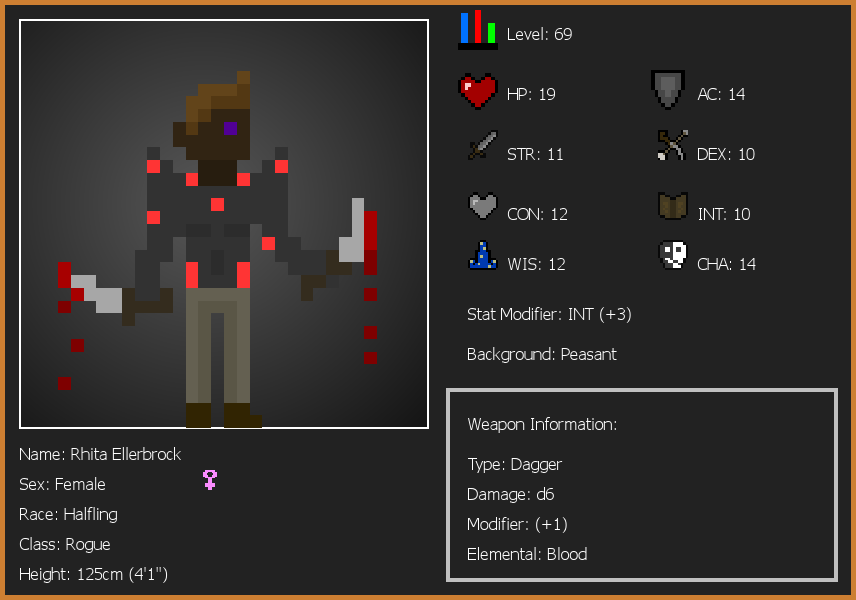 Level: 69
HP: 19
AC: 14
STR: 11
DEX: 10
CON: 12
INT: 10
WIS: 12
CHA: 14
Stat Modifier: INT (+3)
Background: Peasant
Weapon Information:
Type: Dagger
Damage: d6
Modifier: (+1)
Elemental: Blood
Name: Rhita Ellerbrock
Sex: Female
Race: Halfling
Class: Rogue
Height: 125cm (4'1")